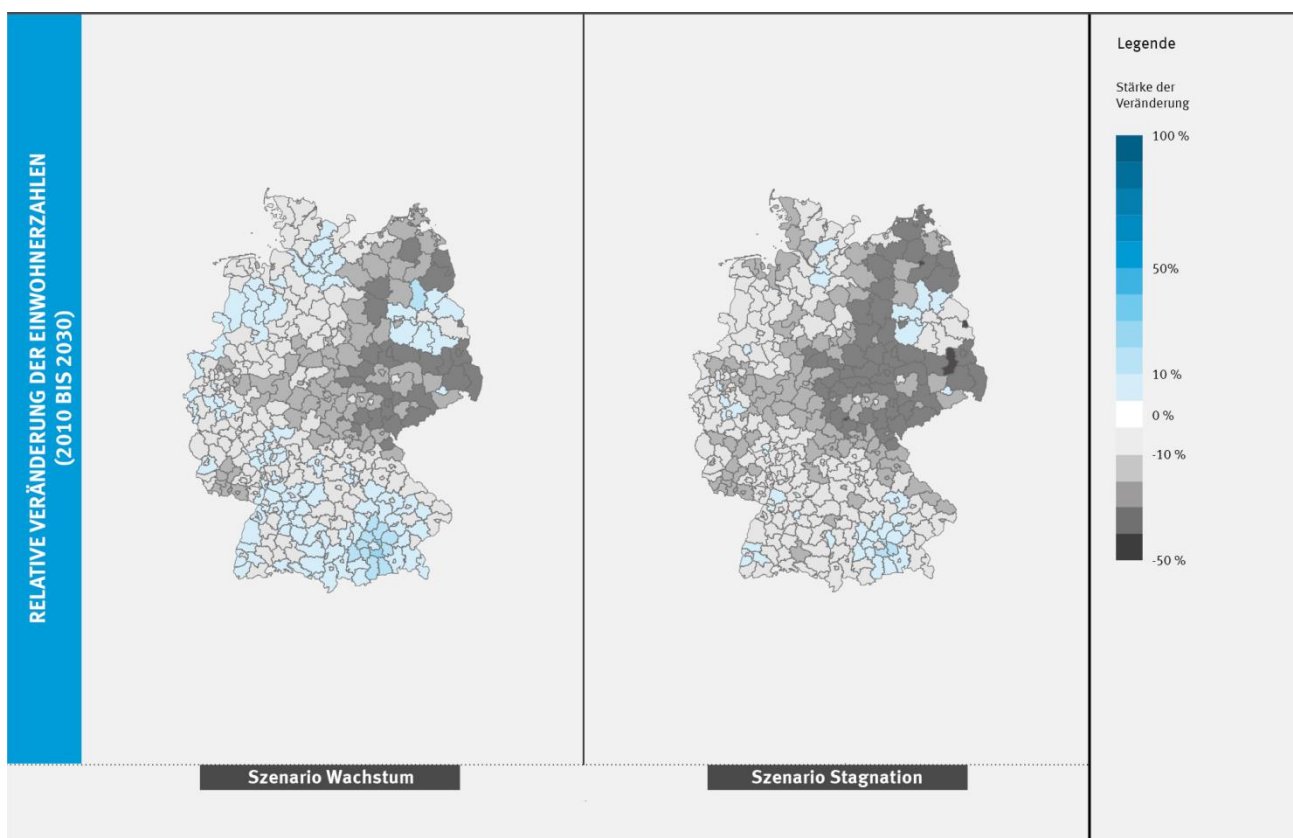 RELATIVE VERÄNDERUNG DER EINWOHNERZAHLEN
(2010 BIS 2030)
Szenario Wachstum
Szenario Stagnation
Legende
Stärke der
Veränderung
100 %
50%
10 %
0 %
-10 %
-50 %